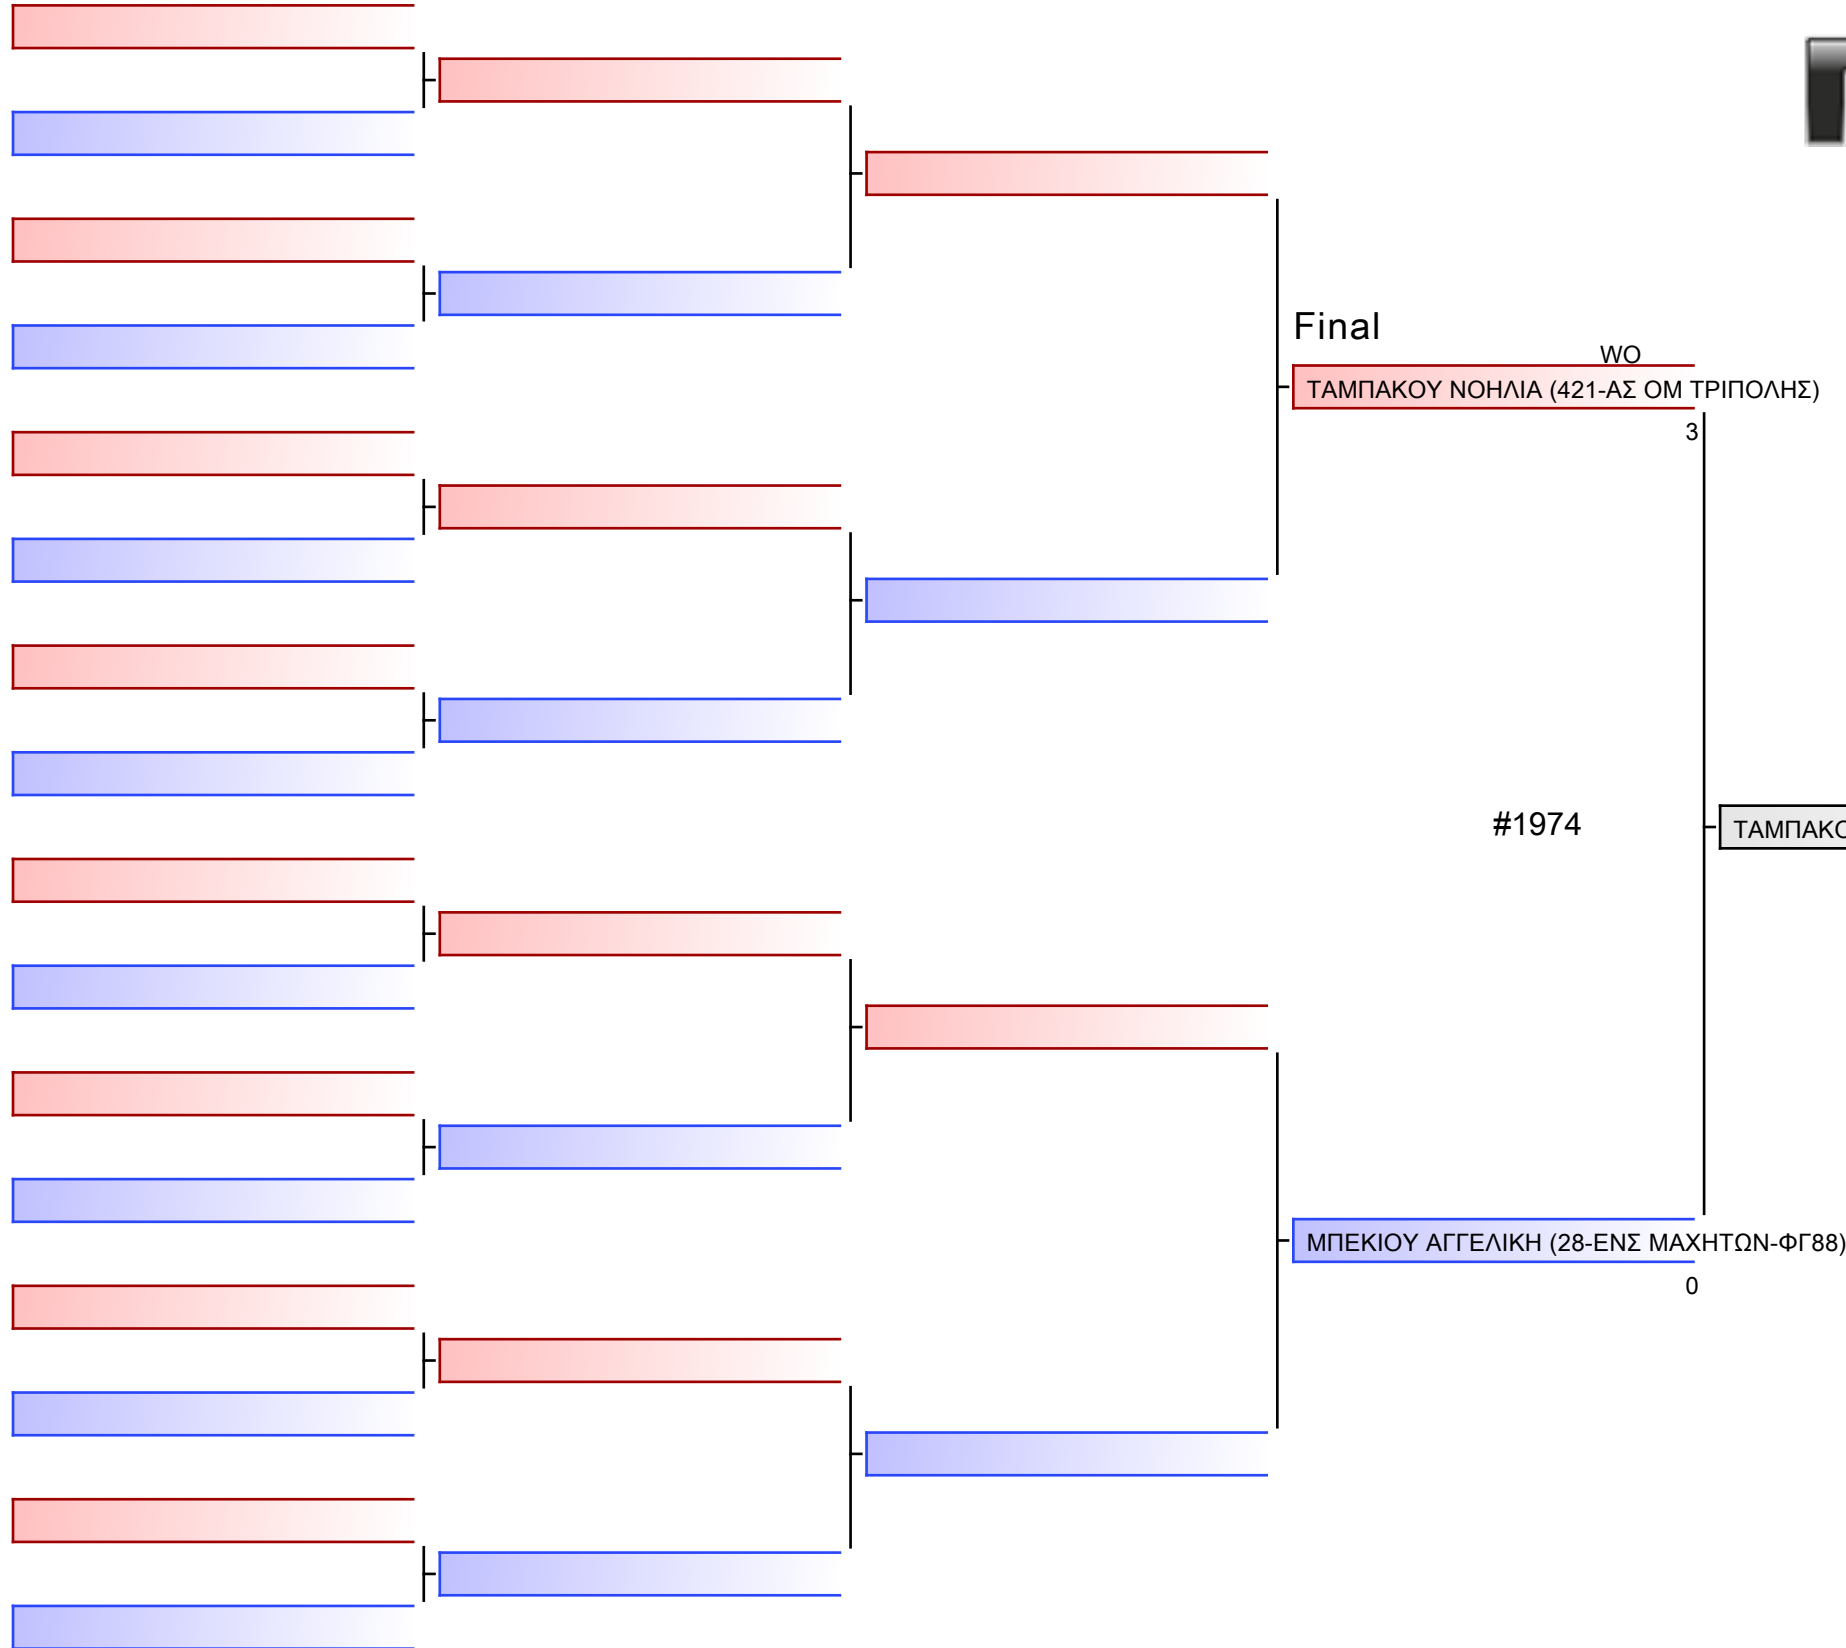 Final
WO
ΤΑΜΠΑΚΟΥ ΝΟΗΛΙΑ (421-ΑΣ ΟΜ ΤΡΙΠΟΛΗΣ)
3
#1974
ΜΠΕΚΙΟΥ ΑΓΓΕΛΙΚΗ (28-ΕΝΣ ΜΑΧΗΤΩΝ-ΦΓ88)
0